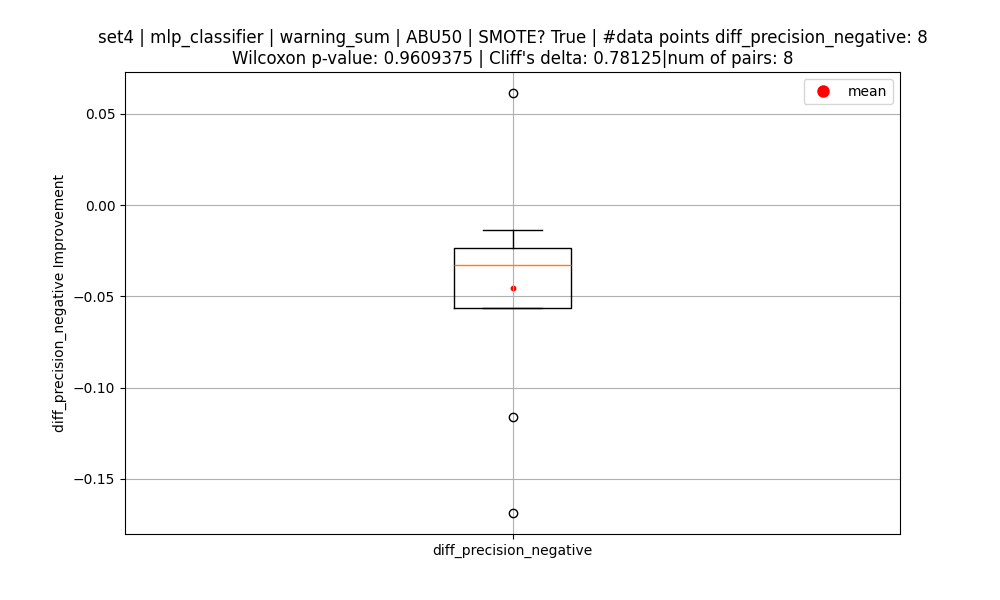 set4 | mlp_classifier | warning_sum | ABU50 | SMOTE? True | #data points diff_precision_negative: 8
Wilcoxon p-value: 0.9609375 | Cliff's delta: 0.78125|num of pairs: 8
mean
0.05
0.00
−0.05
−0.10
−0.15
diff_precision_negative Improvement
diff_precision_negative